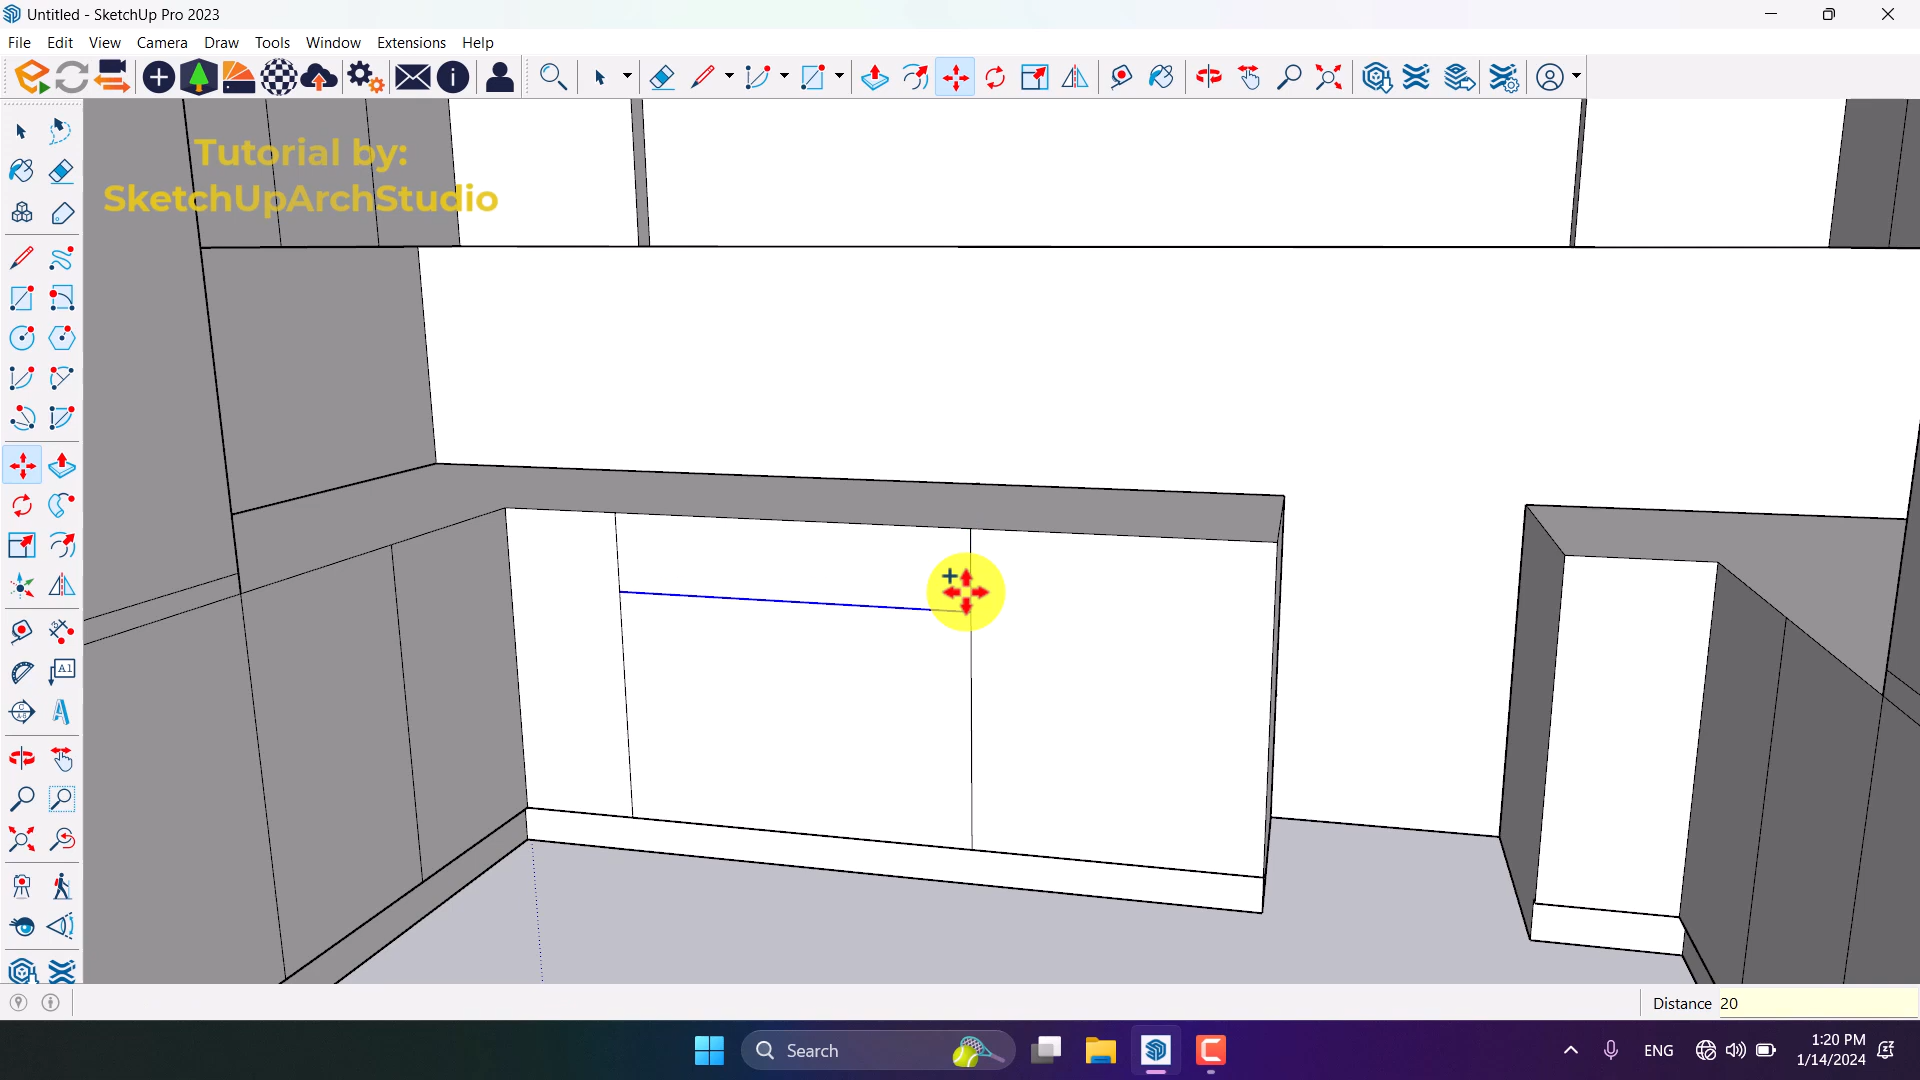 Untitled - SketchUp Pro 2023
File Edit View Camera Draw Tools Window Extensions Help
Tutorial by:
SketchUpArchStudio
A1
Distance 20
Search
ENG
1:20 PM
1/14/2024